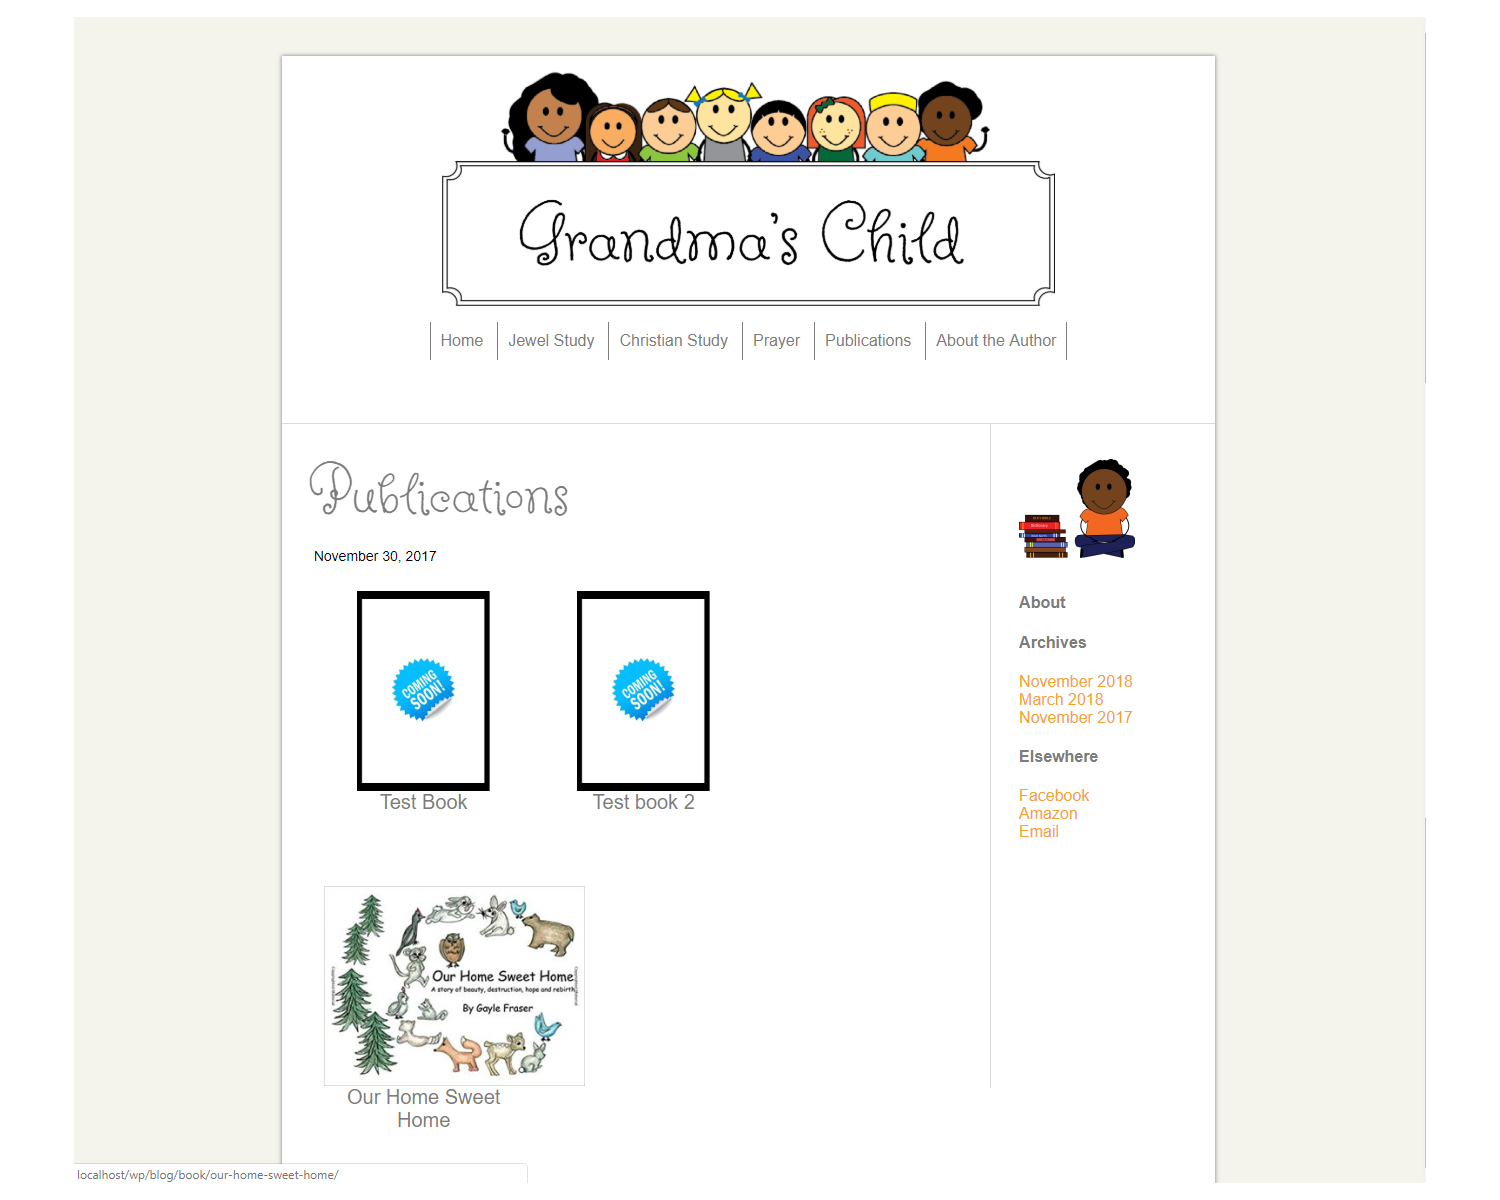 Grandma's Child
Home
Jewel Study
Christian Study
Prayer
Publications
About the Author
Publications
November 30, 2017
COMING
SOON!
Test Book
COMING
SOON!
Test book 2
Our Home Sweet Home
A story of beauty, destruction, hope and rebirth
By Gayle Fraser
Our Home Sweet
Home
Dictionary
About
Archives
November 2018
March 2018
November 2017
Elsewhere
Facebook
Amazon
Email
localhost/wp/blog/book/our-home-sweet-home/